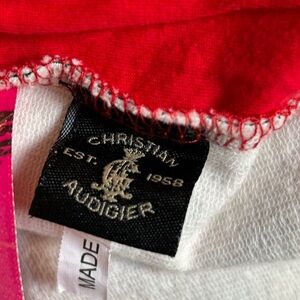 CHRISTIAN
EST. 1958
AUDIGIER
MADE